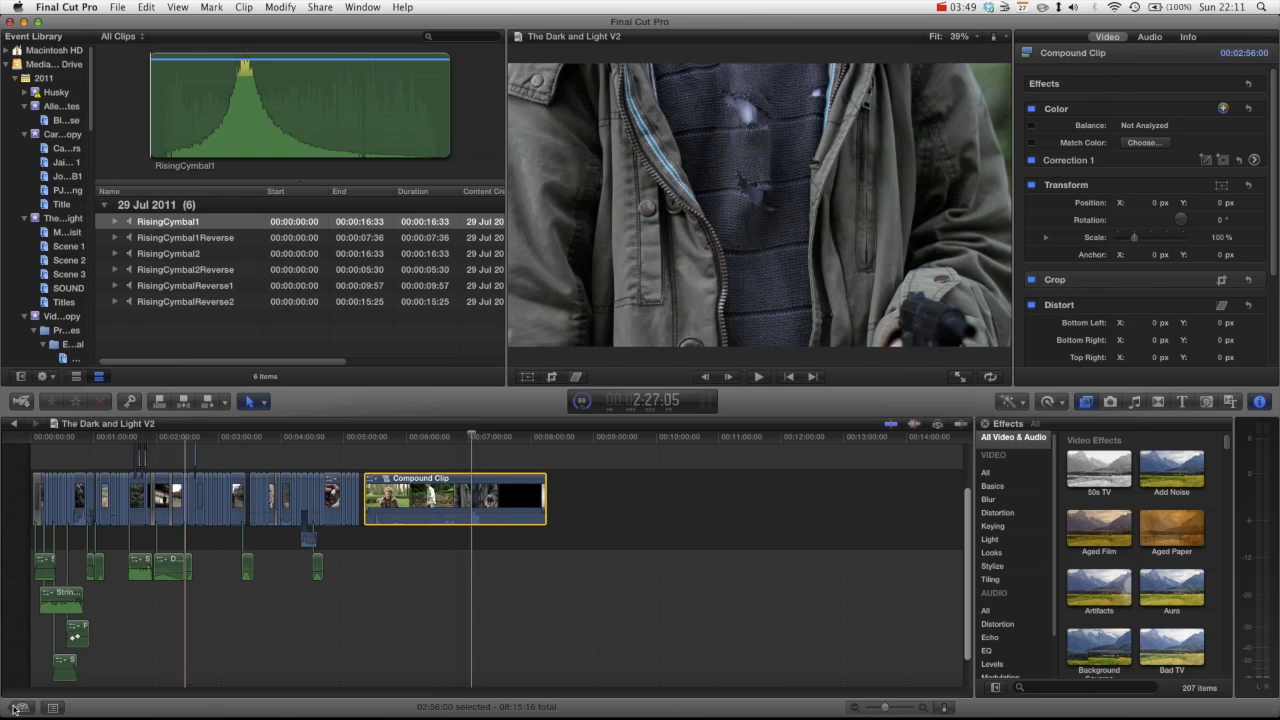 Final Cut Pro File Edit View Mark Clip Modify Share Window Help 03:49 27 (100%) Sun 22:11
Final Cut Pro
Event Library
All Clips
The Dark and Light V2
Fit: 39%
Video Audio Info
Macintosh HD
Media... Drive
2011
Husky
Alle...tes
Bl...se
Car...opy
Ca...rs
Jai... 1
Jo...B1
PJ...ng
Title
The...ight
M...isit
Scene 1
Scene 2
Scene 3
SOUND
Titles
Vid...opy
Pr...es
E...al
...
RisingCymbal1
Name Start End Duration Content Cre
29 Jul 2011 (6)
RisingCymbal1 00:00:00:00 00:00:16:33 00:00:16:33 29 Jul 20
RisingCymbal1Reverse 00:00:00:00 00:00:07:36 00:00:07:36 29 Jul 20
RisingCymbal2 00:00:00:00 00:00:16:33 00:00:16:33 29 Jul 20
RisingCymbal2Reverse 00:00:00:00 00:00:05:30 00:00:05:30 29 Jul 20
RisingCymbalReverse1 00:00:00:00 00:00:09:57 00:00:09:57 29 Jul 20
RisingCymbalReverse2 00:00:00:00 00:00:15:25 00:00:15:25 29 Jul 20
6 items
Compound Clip 00:02:56:00
Effects
Color
Balance: Not Analyzed
Match Color: Choose...
Correction 1
Transform
Position: X: 0 px Y: 0 px
Rotation: 0 °
Scale: 100 %
Anchor: X: 0 px Y: 0 px
Crop
Distort
Bottom Left: X: 0 px Y: 0 px
Bottom Right: X: 0 px Y: 0 px
Top Right: X: 0 px Y: 0 px
88 00:00:2:27:05
The Dark and Light V2
00:00:00:00 00:01:00:00 00:02:00:00 00:03:00:00 00:04:00:00 00:05:00:00 00:06:00:00 00:07:00:00 00:08:00:00 00:09:00:00 00:10:00:00 00:11:00:00 00:12:00:00 00:13:00:00 00:14:00:00
Compound Clip
S D...
Strin...
F
S
Effects All
All Video & Audio
VIDEO
All
Basics
Blur
Distortion
Keying
Light
Looks
Stylize
Tiling
AUDIO
All
Distortion
Echo
EQ
Levels
Modulation
Video Effects
50s TV
Add Noise
Aged Film
Aged Paper
Artifacts
Aura
Background
Squares
Bad TV
207 items
6
0
-6
-12
-20
-30
-40
-50
L R
02:56:00 selected - 08:15:16 total